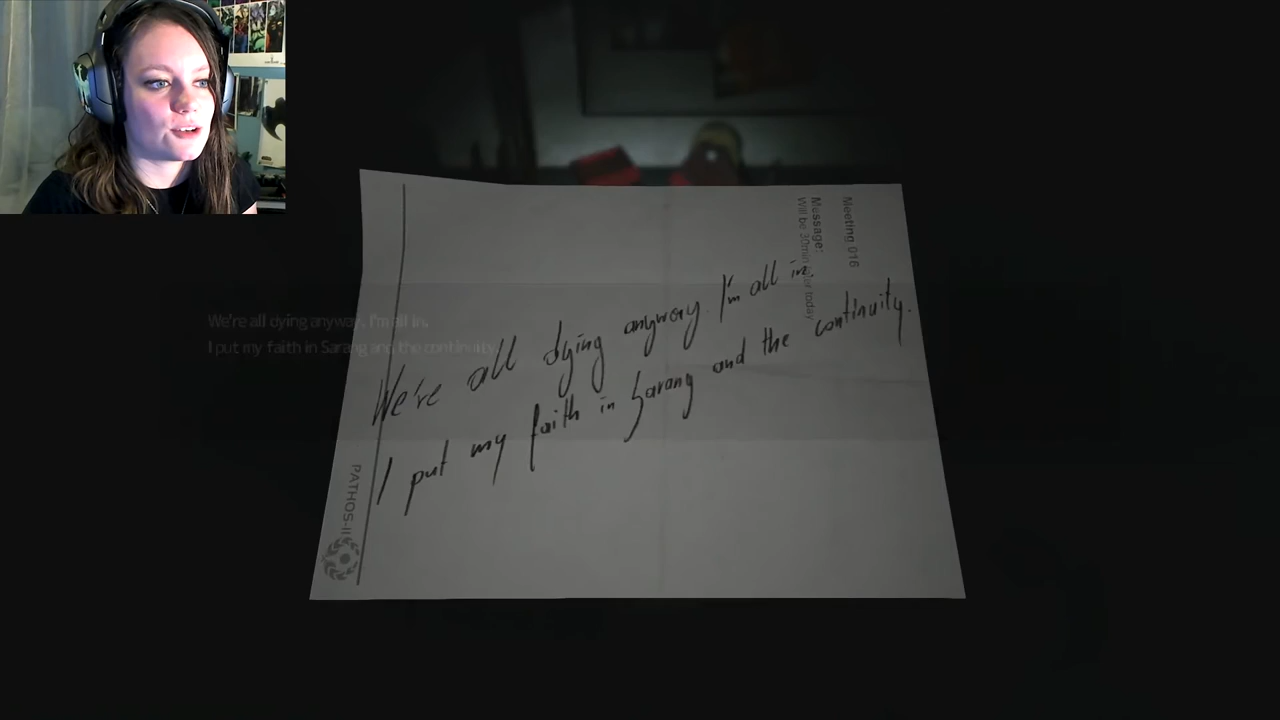 We're all dying anyway. I'm all in.
I put my faith in Sarang and the continuity.
We're all dying anyway. I'm all in.
I put my faith in Sarang and the continuity.
Meeting 016
Message:
Will be 30min today
PATHOS-II